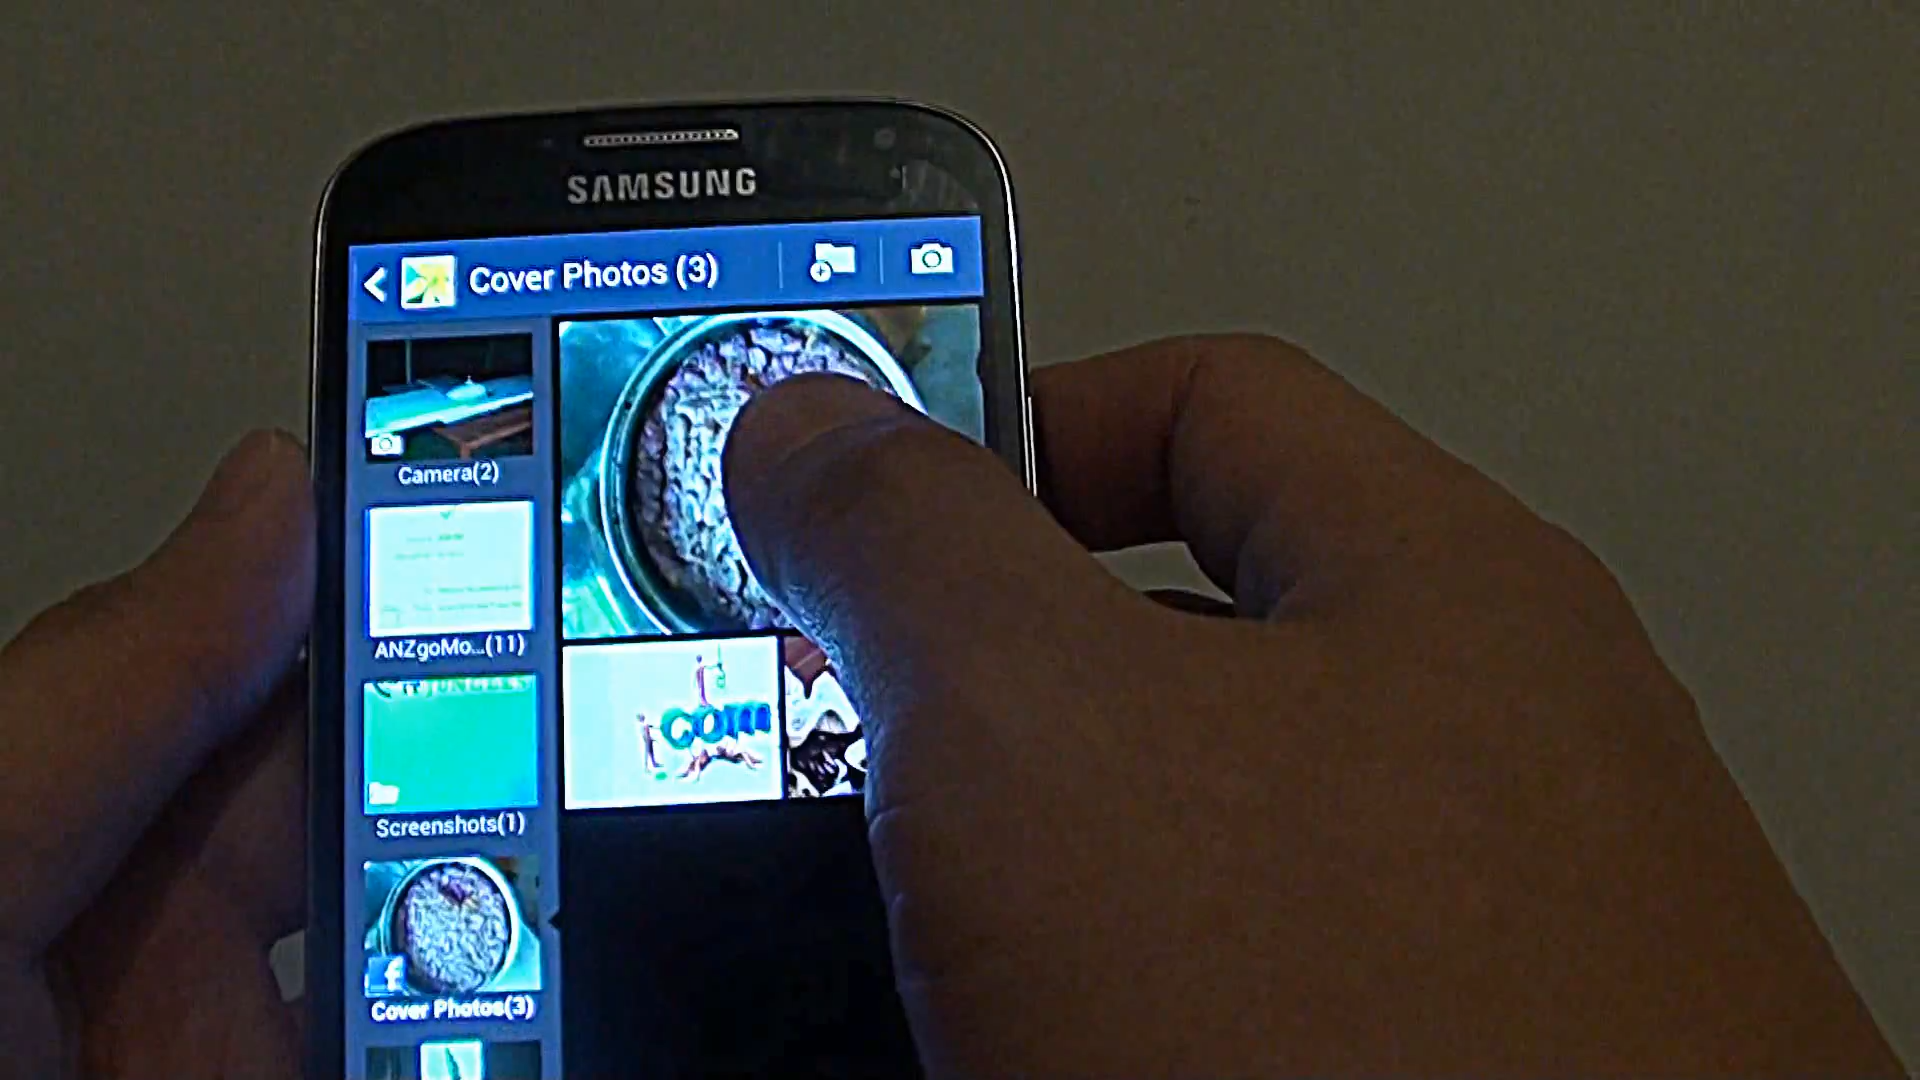 SAMSUNG
Cover Photos (3)
Camera(2)
ANZgoMo...(11)
Screenshots(1)
com
Cover Photos(3)